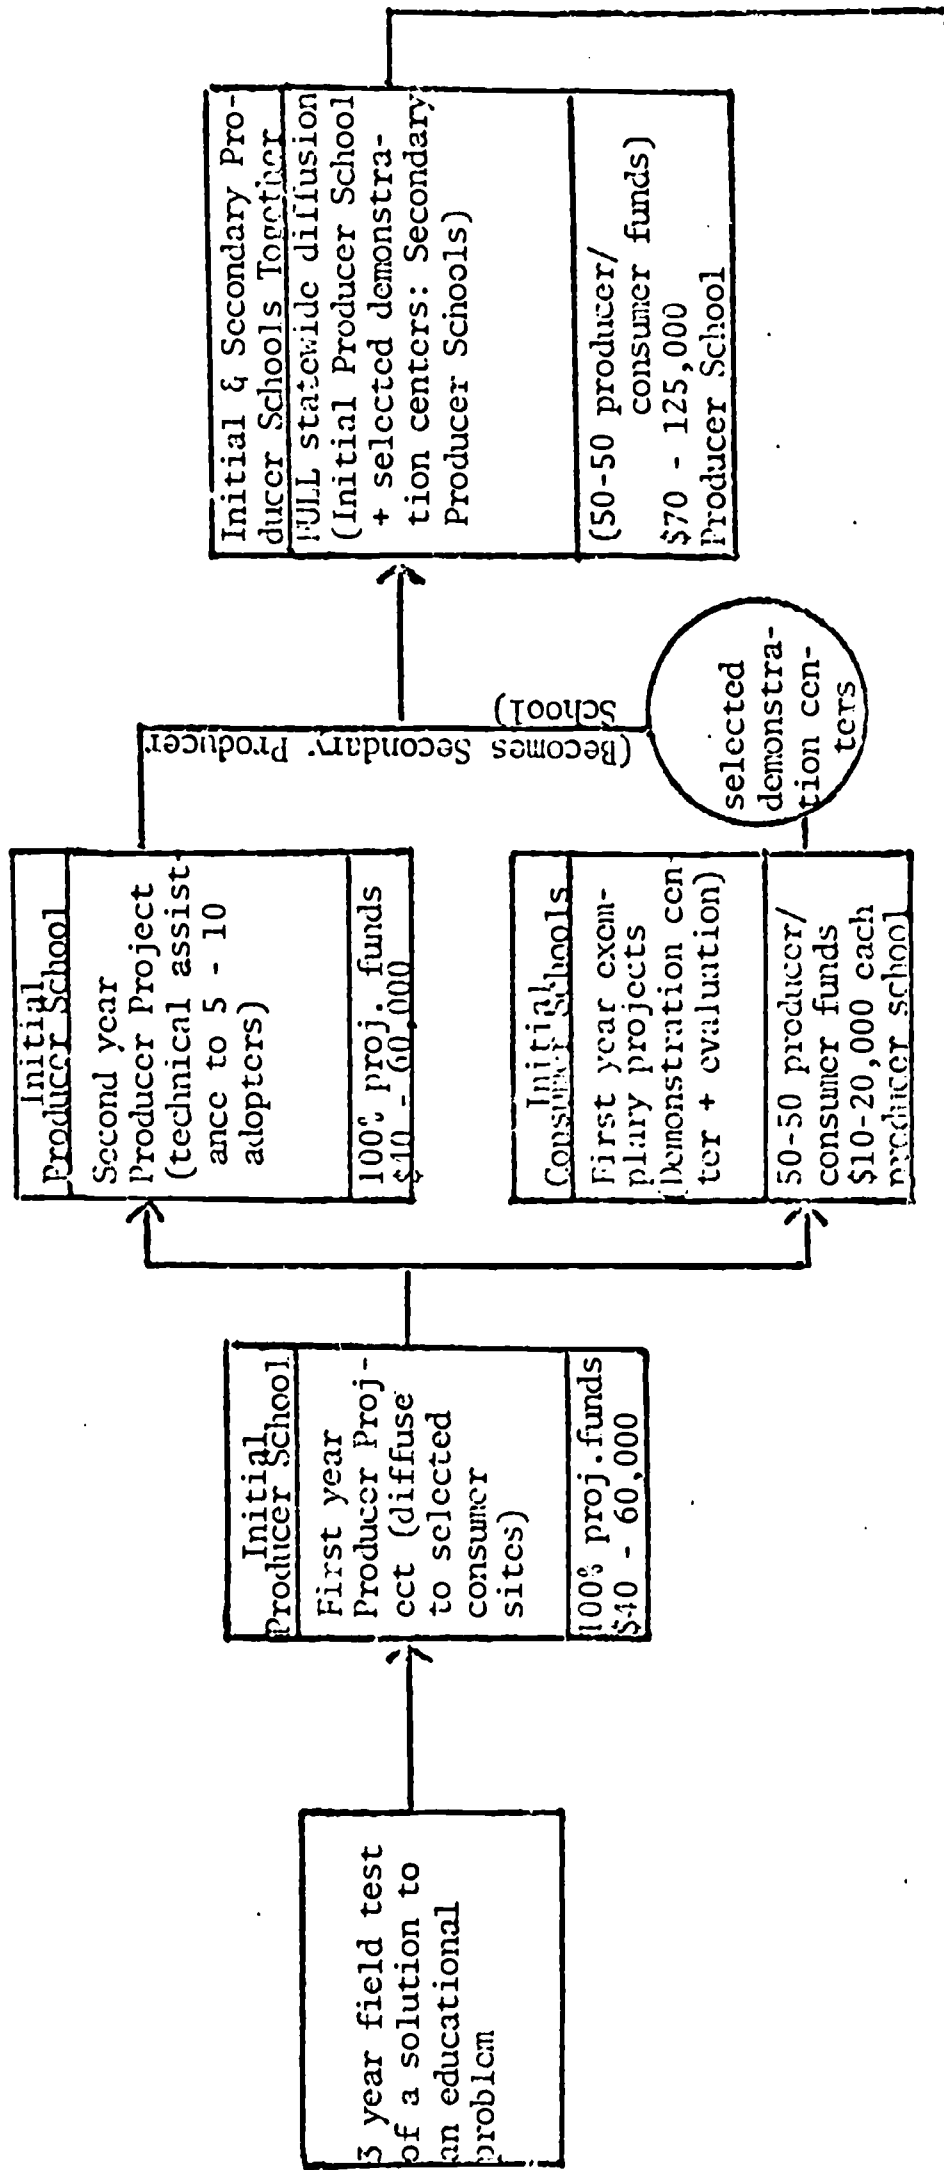 3 year field test
of a solution to
an educational
problem
Initial
Producer School
First year
Producer Proj-
ect (diffuse
to selected
consumer
sites)
100% proj.funds
$40 - 60,000
Initial
Producer School
Second year
Producer Project
(technical assist
ance to 5 - 10
adopters)
100% proj. funds
$40 - 60,000
Initial
Consumer Schools
First year exem-
plary projects
(Demonstration cen
ter + evaluation)
50-50 producer/
consumer funds
$10-20,000 each
producer school
selected
demonstra-
tion cen-
ters
(Becomes Secondary Producer
School)
Initial & Secondary Pro-
ducer Schools Together
FULL statewide diffusion
(Initial Producer School
+ selected demonstra-
tion centers: Secondary
Producer Schools)
(50-50 producer/
consumer funds)
$70 - 125,000
Producer School